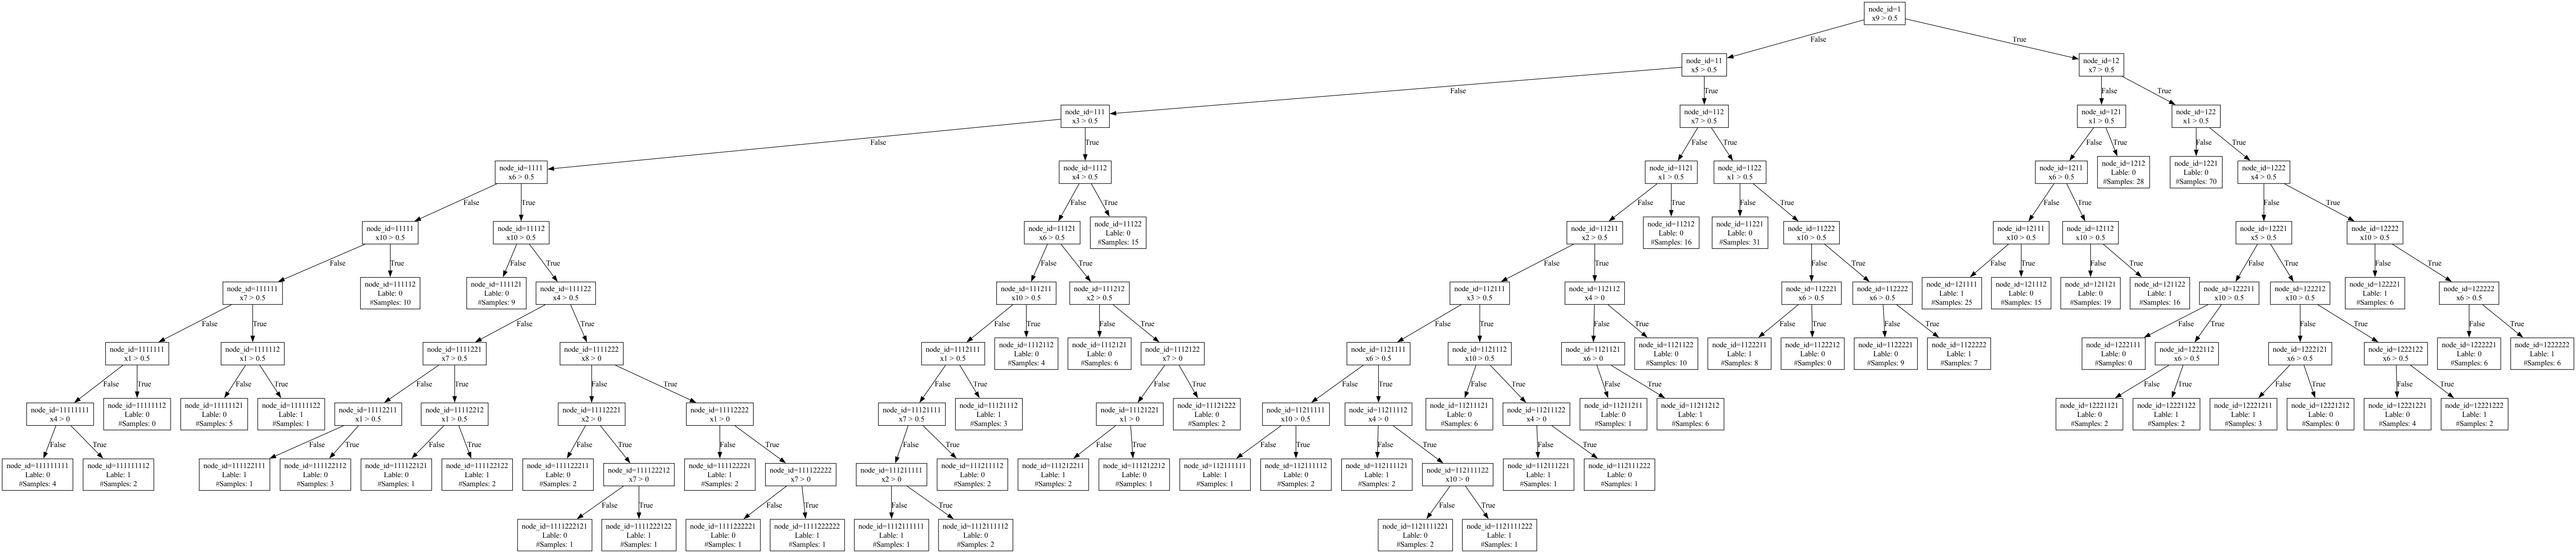 node_id=1
x9 > 0.5
False
True
node_id=11
x5 > 0.5
node_id=12
x7 > 0.5
False
True
False
True
node_id=111
x3 > 0.5
node_id=112
x7 > 0.5
node_id=121
x1 > 0.5
node_id=122
x1 > 0.5
False
True
False
True
False
True
False
True
node_id=1111
x6 > 0.5
node_id=1112
x4 > 0.5
node_id=1121
x1 > 0.5
node_id=1122
x1 > 0.5
node_id=1211
x6 > 0.5
node_id=1212
Lable: 0
#Samples: 28
node_id=1221
Lable: 0
#Samples: 70
node_id=1222
x4 > 0.5
False
True
False
True
False
True
False
True
False
True
False
True
node_id=11111
x10 > 0.5
node_id=11112
x10 > 0.5
node_id=11121
x6 > 0.5
node_id=11122
Lable: 0
#Samples: 15
node_id=11211
x2 > 0.5
node_id=11212
Lable: 0
#Samples: 16
node_id=11221
Lable: 0
#Samples: 31
node_id=11222
x10 > 0.5
node_id=12111
x10 > 0.5
node_id=12112
x10 > 0.5
node_id=12221
x5 > 0.5
node_id=12222
x10 > 0.5
False
True
False
True
False
True
False
True
False
True
False
True
False
True
False
True
False
True
node_id=111111
x7 > 0.5
node_id=111112
Lable: 0
#Samples: 10
node_id=111121
Lable: 0
#Samples: 9
node_id=111122
x4 > 0.5
node_id=111211
x10 > 0.5
node_id=111212
x2 > 0.5
node_id=112111
x3 > 0.5
node_id=112112
x4 > 0
node_id=112221
x6 > 0.5
node_id=112222
x6 > 0.5
node_id=121111
Lable: 1
#Samples: 25
node_id=121112
Lable: 0
#Samples: 15
node_id=121121
Lable: 0
#Samples: 19
node_id=121122
Lable: 1
#Samples: 16
node_id=122211
x10 > 0.5
node_id=122212
x10 > 0.5
node_id=122221
Lable: 1
#Samples: 6
node_id=122222
x6 > 0.5
False
True
False
True
False
True
False
True
False
True
False
True
False
True
False
True
False
True
False
True
False
True
node_id=1111111
x1 > 0.5
node_id=1111112
x1 > 0.5
node_id=1111221
x7 > 0.5
node_id=1111222
x8 > 0
node_id=1112111
x1 > 0.5
node_id=1112112
Lable: 0
#Samples: 4
node_id=1112121
Lable: 0
#Samples: 6
node_id=1112122
x7 > 0
node_id=1121111
x6 > 0.5
node_id=1121112
x10 > 0.5
node_id=1121121
x6 > 0
node_id=1121122
Lable: 0
#Samples: 10
node_id=1122211
Lable: 1
#Samples: 8
node_id=1122212
Lable: 0
#Samples: 0
node_id=1122221
Lable: 0
#Samples: 9
node_id=1122222
Lable: 1
#Samples: 7
node_id=1222111
Lable: 0
#Samples: 0
node_id=1222112
x6 > 0.5
node_id=1222121
x6 > 0.5
node_id=1222122
x6 > 0.5
node_id=1222221
Lable: 0
#Samples: 6
node_id=1222222
Lable: 1
#Samples: 6
False
True
False
True
False
True
False
True
False
True
False
True
False
True
False
True
False
True
False
True
False
True
False
True
node_id=11111111
x4 > 0
node_id=11111112
Lable: 0
#Samples: 0
node_id=11111121
Lable: 0
#Samples: 5
node_id=11111122
Lable: 1
#Samples: 1
node_id=11112211
x1 > 0.5
node_id=11112212
x1 > 0.5
node_id=11112221
x2 > 0
node_id=11112222
x1 > 0
node_id=11121111
x7 > 0.5
node_id=11121112
Lable: 1
#Samples: 3
node_id=11121221
x1 > 0
node_id=11121222
Lable: 0
#Samples: 2
node_id=11211111
x10 > 0.5
node_id=11211112
x4 > 0
node_id=11211121
Lable: 0
#Samples: 6
node_id=11211122
x4 > 0
node_id=11211211
Lable: 0
#Samples: 1
node_id=11211212
Lable: 1
#Samples: 6
node_id=12221121
Lable: 0
#Samples: 2
node_id=12221122
Lable: 1
#Samples: 2
node_id=12221211
Lable: 1
#Samples: 3
node_id=12221212
Lable: 0
#Samples: 0
node_id=12221221
Lable: 0
#Samples: 4
node_id=12221222
Lable: 1
#Samples: 2
False
True
False
True
False
True
False
True
False
True
False
True
False
True
False
True
False
True
False
True
node_id=111111111
Lable: 0
#Samples: 4
node_id=111111112
Lable: 1
#Samples: 2
node_id=111122111
Lable: 1
#Samples: 1
node_id=111122112
Lable: 0
#Samples: 3
node_id=111122121
Lable: 0
#Samples: 1
node_id=111122122
Lable: 1
#Samples: 2
node_id=111122211
Lable: 0
#Samples: 2
node_id=111122212
x7 > 0
node_id=111122221
Lable: 1
#Samples: 2
node_id=111122222
x7 > 0
node_id=111211111
x2 > 0
node_id=111211112
Lable: 0
#Samples: 2
node_id=111212211
Lable: 1
#Samples: 2
node_id=111212212
Lable: 0
#Samples: 1
node_id=112111111
Lable: 1
#Samples: 1
node_id=112111112
Lable: 0
#Samples: 2
node_id=112111121
Lable: 1
#Samples: 2
node_id=112111122
x10 > 0
node_id=112111221
Lable: 1
#Samples: 1
node_id=112111222
Lable: 0
#Samples: 1
False
True
False
True
False
True
False
True
node_id=1111222121
Lable: 0
#Samples: 1
node_id=1111222122
Lable: 1
#Samples: 1
node_id=1111222221
Lable: 0
#Samples: 1
node_id=1111222222
Lable: 1
#Samples: 1
node_id=1112111111
Lable: 1
#Samples: 1
node_id=1112111112
Lable: 0
#Samples: 2
node_id=1121111221
Lable: 0
#Samples: 2
node_id=1121111222
Lable: 1
#Samples: 1